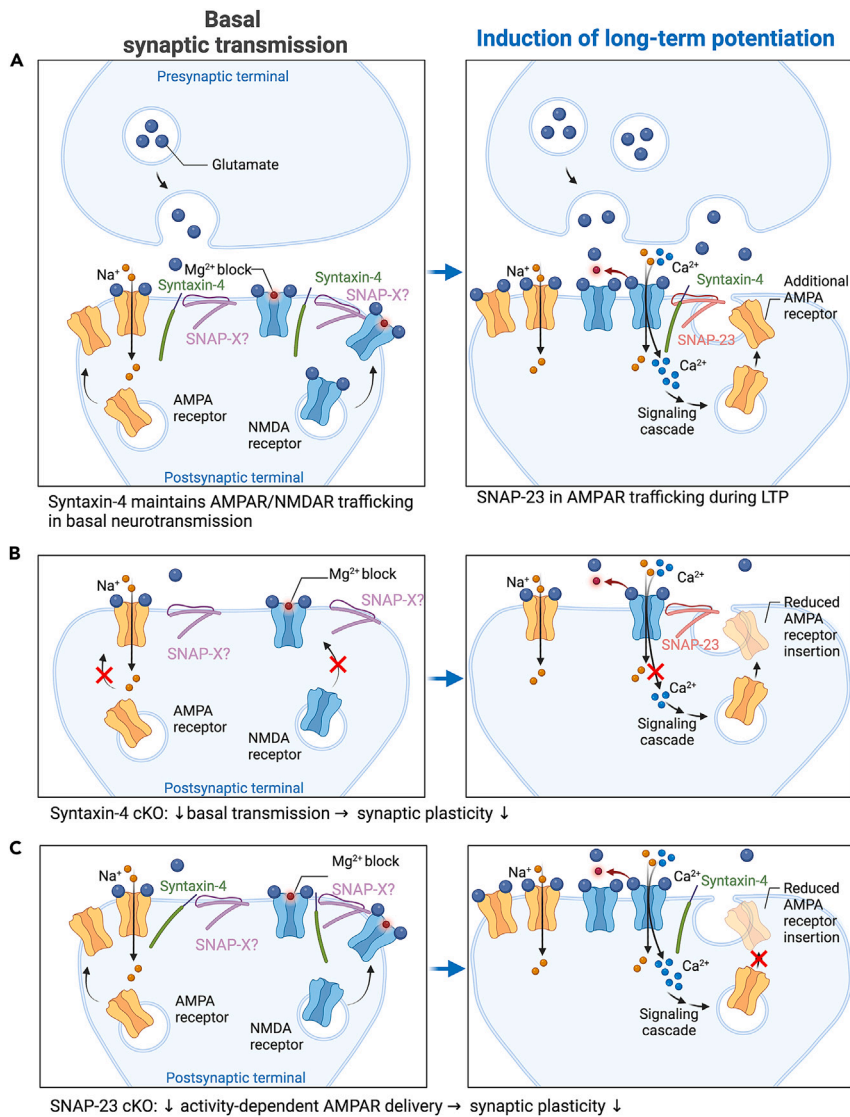 Basal
synaptic transmission
Induction of long-term potentiation
A
Presynaptic terminal
Glutamate
Na⁺
Syntaxin-4
Mg²⁺ block
Syntaxin-4
SNAP-X?
SNAP-X?
AMPA
receptor
NMDA
receptor
Postsynaptic terminal
Na⁺
Ca²⁺
Syntaxin-4
Additional
AMPA
receptor
SNAP-23
Ca²⁺
Signaling
cascade
Syntaxin-4 maintains AMPAR/NMDAR trafficking
in basal neurotransmission
SNAP-23 in AMPAR trafficking during LTP
B
Na⁺
Mg²⁺ block
SNAP-X?
SNAP-X?
AMPA
receptor
NMDA
receptor
Postsynaptic terminal
Na⁺
Ca²⁺
Reduced
AMPA
receptor
insertion
SNAP-23
Ca²⁺
Signaling
cascade
Syntaxin-4 cKO: ↓ basal transmission → synaptic plasticity ↓
C
Na⁺
Syntaxin-4
Mg²⁺ block
SNAP-X?
SNAP-X?
AMPA
receptor
NMDA
receptor
Postsynaptic terminal
Na⁺
Ca²⁺
Syntaxin-4
Reduced
AMPA
receptor
insertion
Ca²⁺
Signaling
cascade
SNAP-23 cKO: ↓ activity-dependent AMPAR delivery → synaptic plasticity ↓